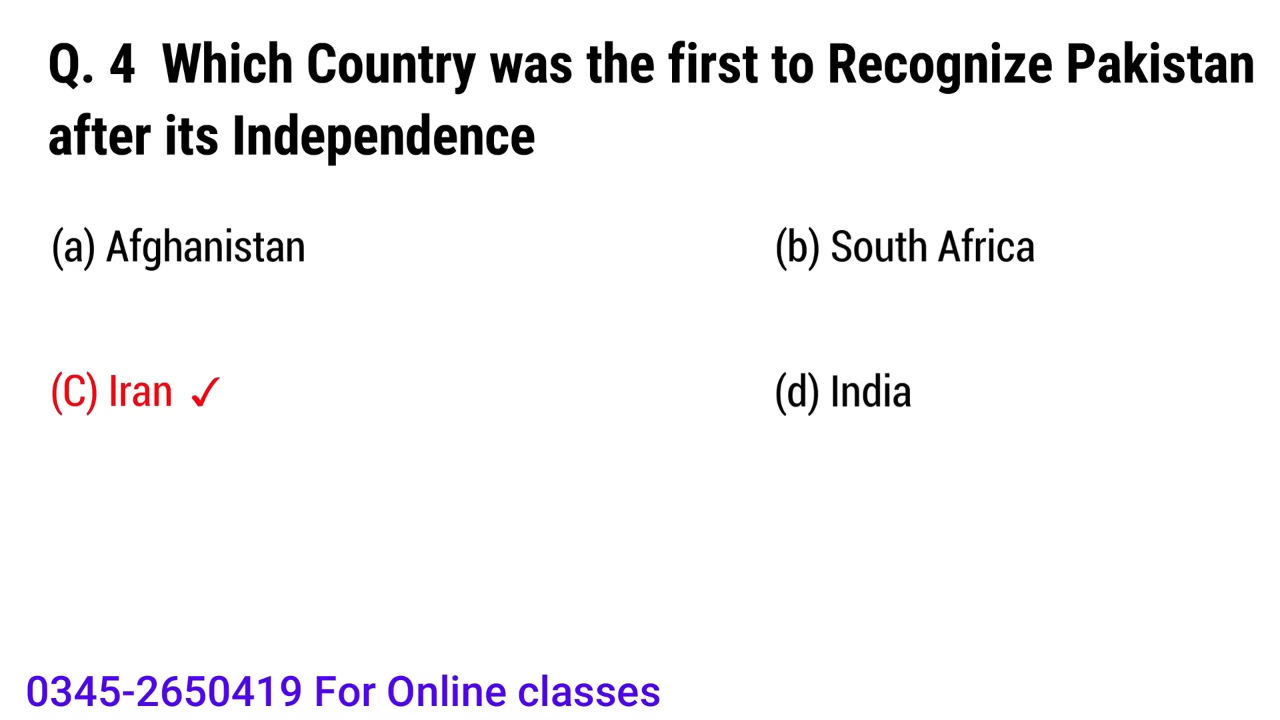 Q. 4 Which Country was the first to Recognize Pakistan
after its Independence
(a) Afghanistan
(b) South Africa
(C) Iran ✓
(d) India
0345-2650419 For Online classes